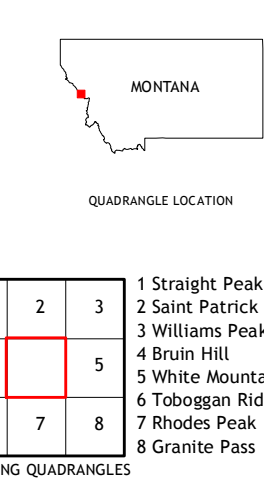 MONTANA
QUADRANGLE LOCATION
2 3
5
7 8
1 Straight Peak
2 Saint Patrick
3 Williams Peak
4 Bruin Hill
5 White Mounta
6 Toboggan Rid
7 Rhodes Peak
8 Granite Pass
NG QUADRANGLES